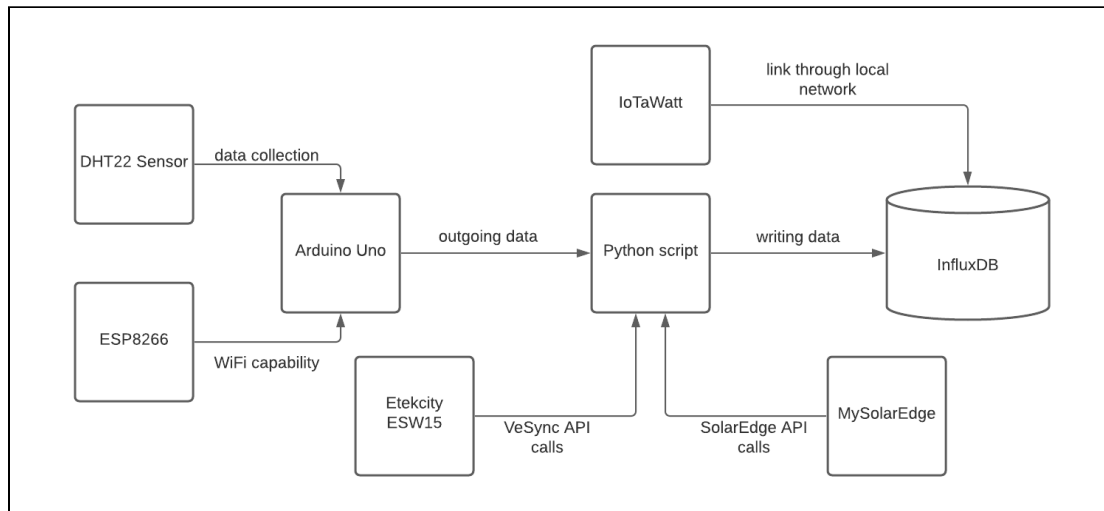 IoTaWatt
link through local
network
DHT22 Sensor
data collection
Arduino Uno
outgoing data
Python script
writing data
InfluxDB
ESP8266
WiFi capability
Etekcity
ESW15
VeSync API
calls
SolarEdge API
calls
MySolarEdge